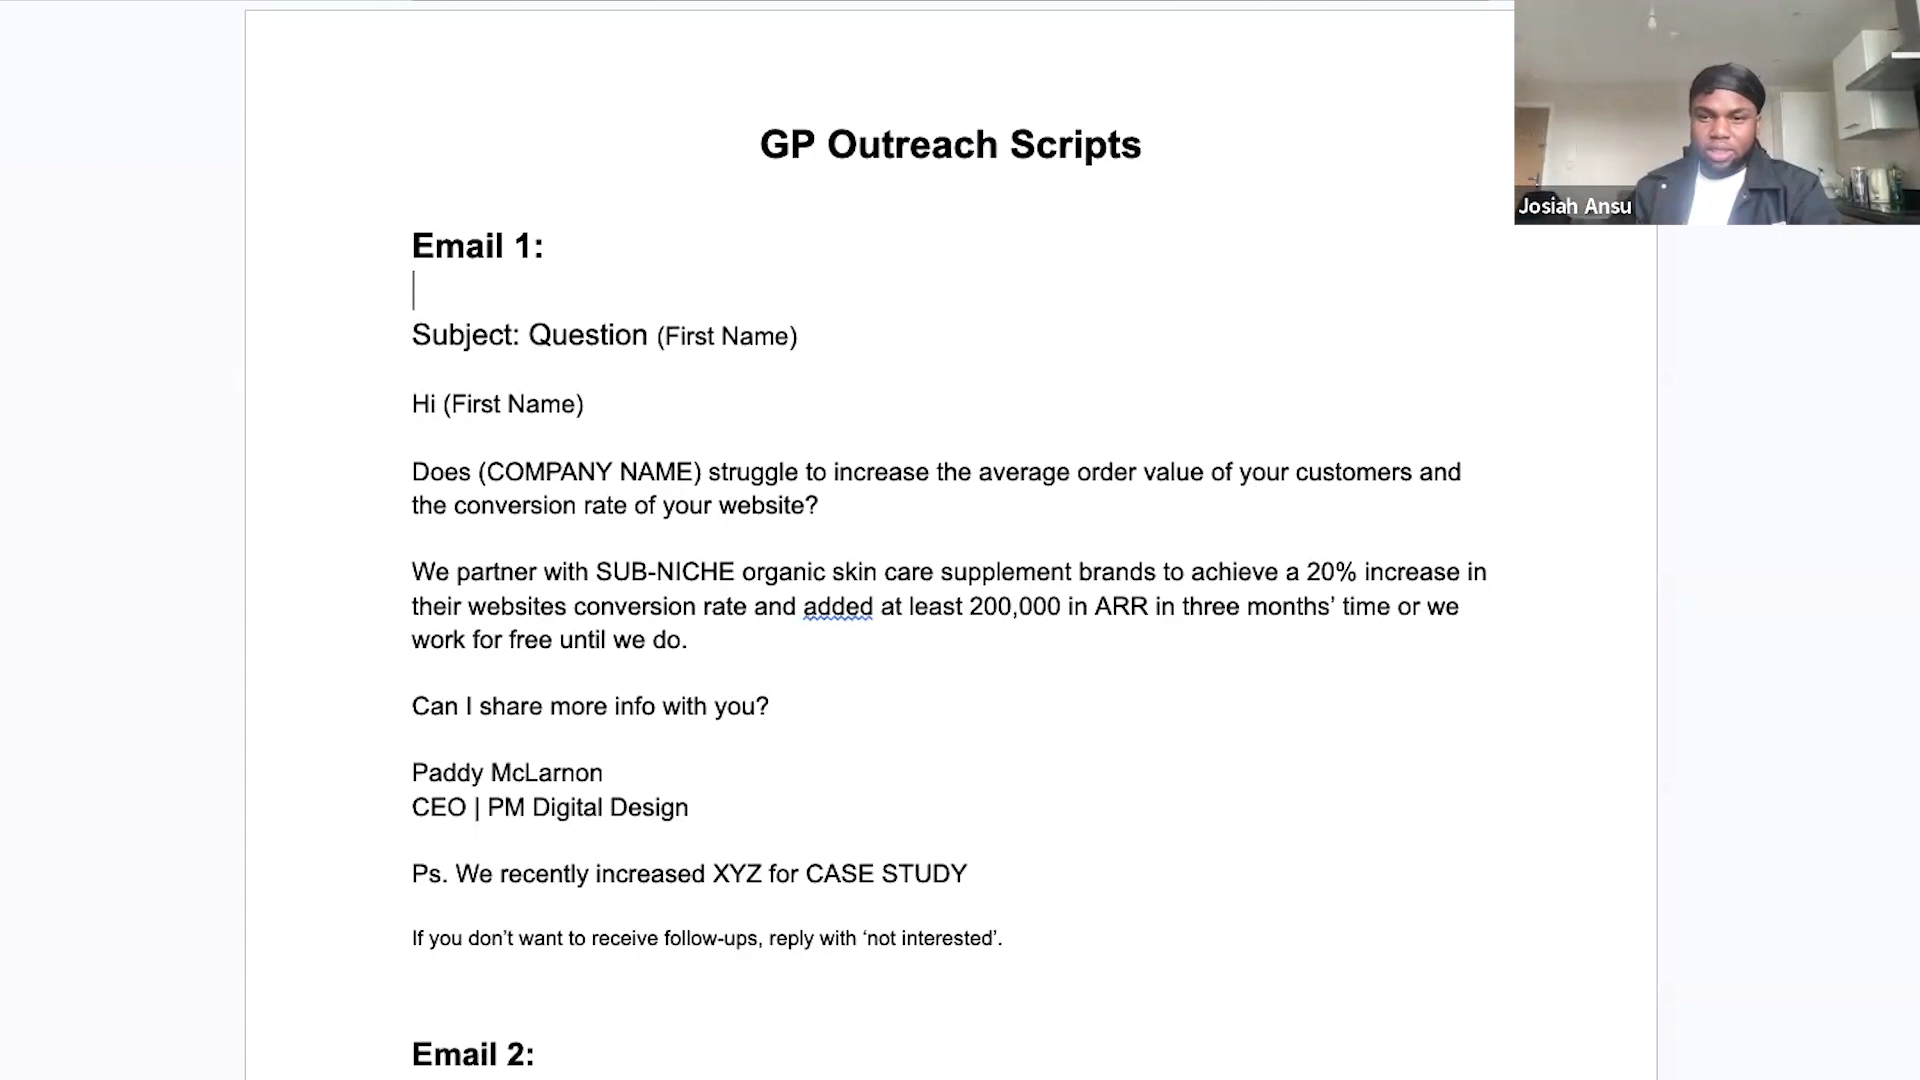 GP Outreach Scripts
Josiah Ansu
Email 1:
Subject: Question (First Name)
Hi (First Name)
Does (COMPANY NAME) struggle to increase the average order value of your customers and
the conversion rate of your website?
We partner with SUB-NICHE organic skin care supplement brands to achieve a 20% increase in
their websites conversion rate and added at least 200,000 in ARR in three months’ time or we
work for free until we do.
Can I share more info with you?
Paddy McLarnon
CEO | PM Digital Design
Ps. We recently increased XYZ for CASE STUDY
If you don’t want to receive follow-ups, reply with ‘not interested’.
Email 2: